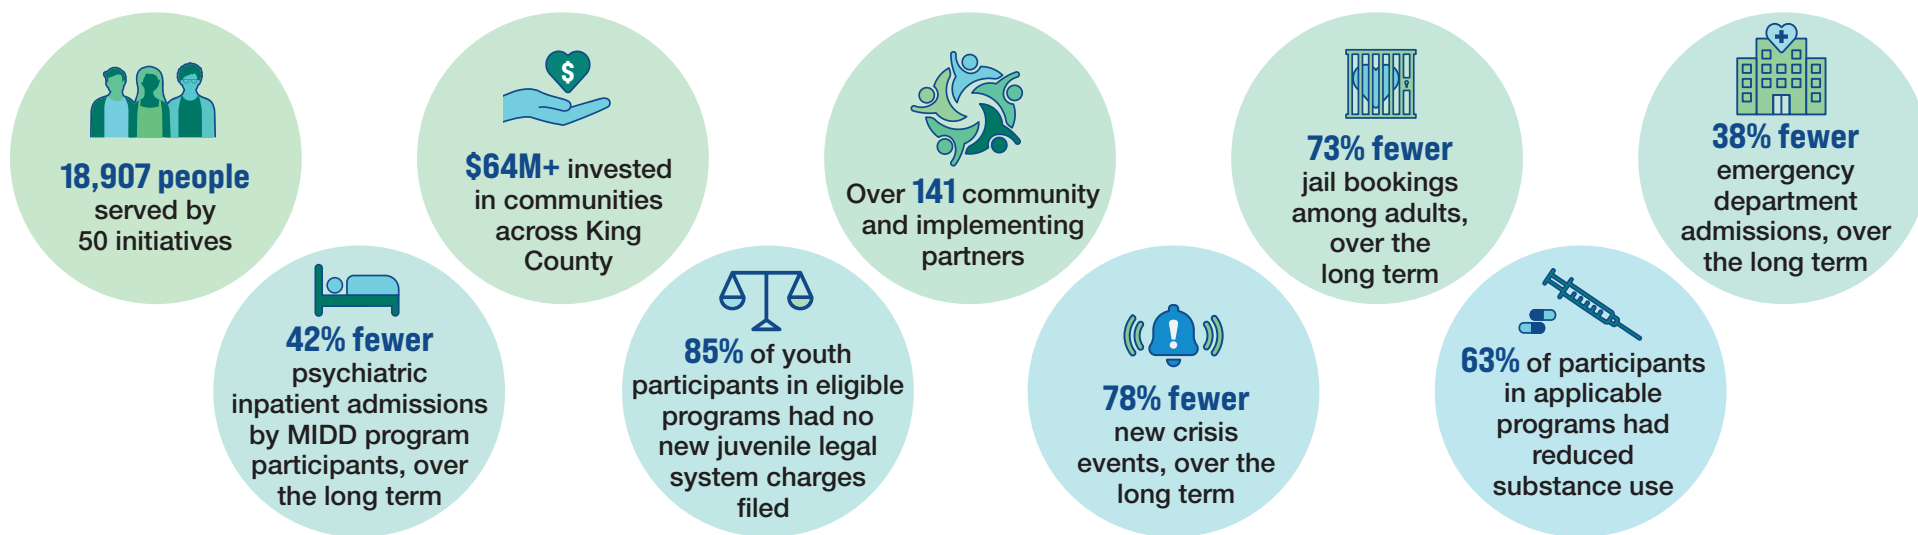 18,907 people
served by
50 initiatives
$64M+ invested
in communities
across King
County
Over 141 community
and implementing
partners
73% fewer
jail bookings
among adults,
over the
long term
38% fewer
emergency
department
admissions, over
the long term
42% fewer
psychiatric
inpatient admissions
by MIDD program
participants, over
the long term
85% of youth
participants in eligible
programs had no
new juvenile legal
system charges
filed
78% fewer
new crisis
events, over the
long term
63% of participants
in applicable
programs had
reduced
substance use